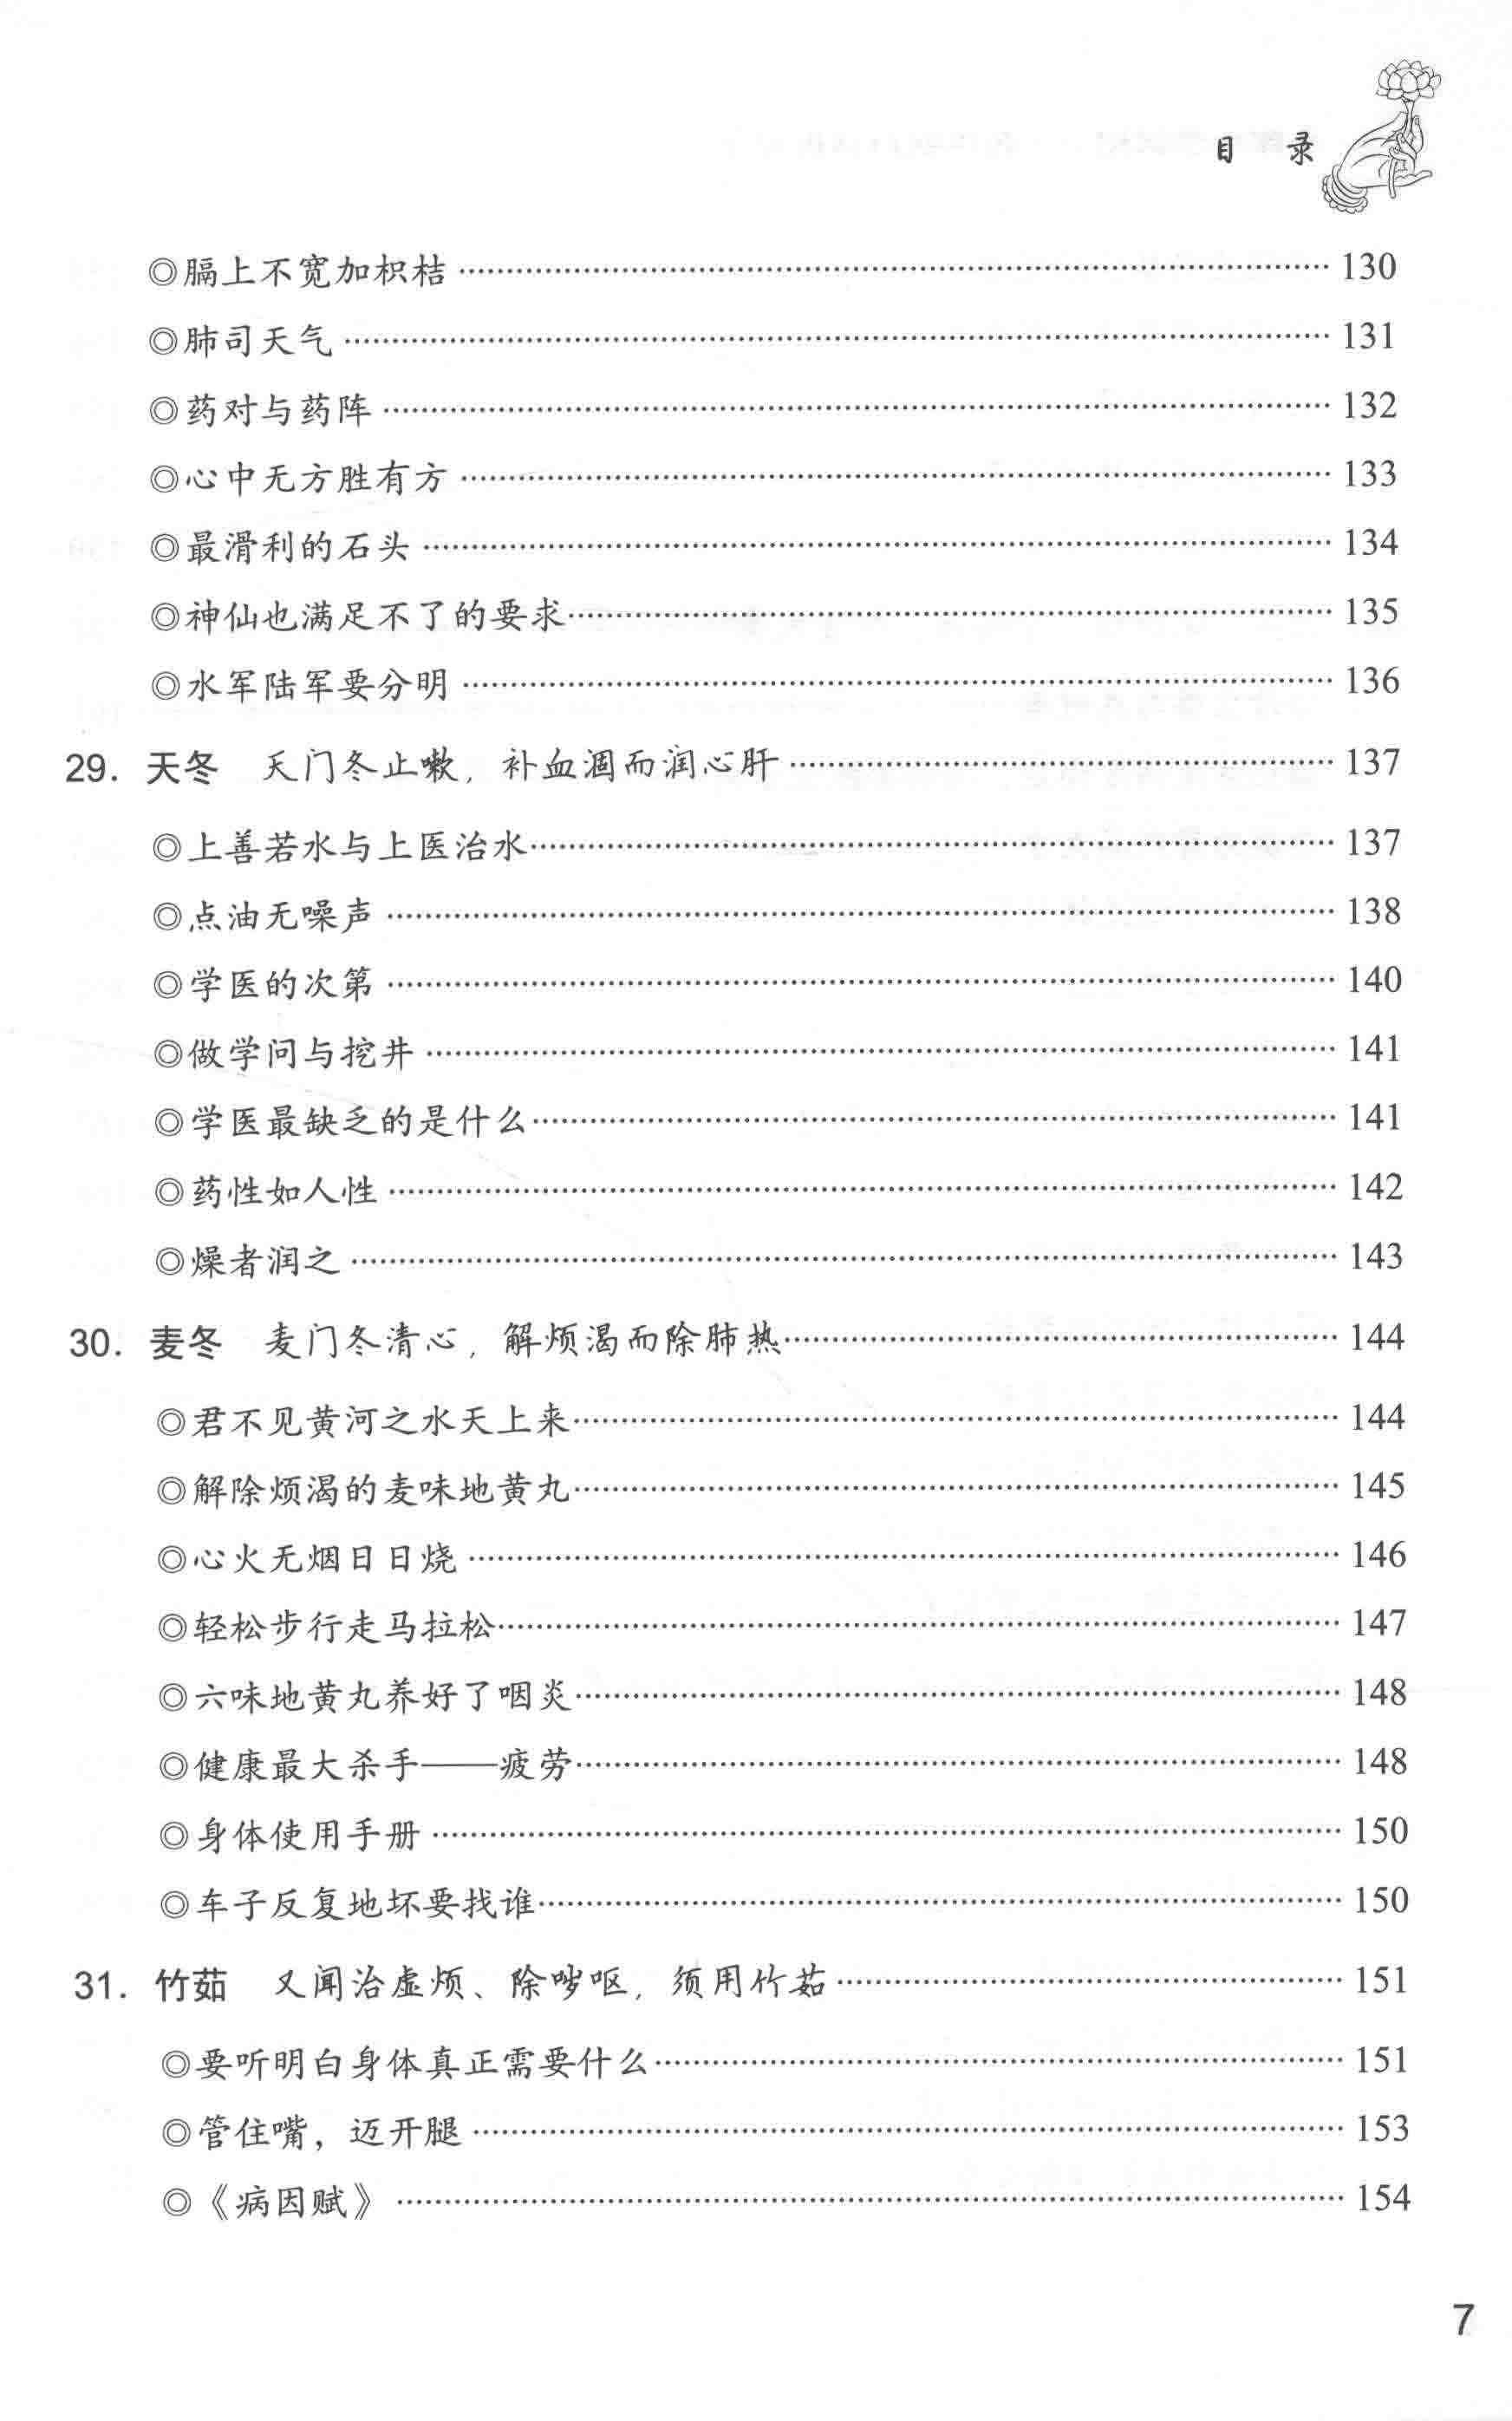 目 录
◎膈上不宽加枳桔 …… 130
◎肺司天气 …… 131
◎药对与药阵 …… 132
◎心中无方胜有方 …… 133
◎最滑利的石头 …… 134
◎神仙也满足不了的要求 …… 135
◎水军陆军要分明 …… 136
29. 天冬 天门冬止嗽，补血涸而润心肝 …… 137
◎上善若水与上医治水 …… 137
◎点油无噪声 …… 138
◎学医的次第 …… 140
◎做学问与挖井 …… 141
◎学医最缺乏的是什么 …… 141
◎药性如人性 …… 142
◎燥者润之 …… 143
30. 麦冬 麦门冬清心，解烦渴而除肺热 …… 144
◎君不见黄河之水天上来 …… 144
◎解除烦渴的麦味地黄丸 …… 145
◎心火无烟日日烧 …… 146
◎轻松步行走马拉松 …… 147
◎六味地黄丸养好了咽炎 …… 148
◎健康最大杀手——疲劳 …… 148
◎身体使用手册 …… 150
◎车子反复地坏要找谁 …… 150
31. 竹茹 又闻治虚烦、除哕呕，须用竹茹 …… 151
◎要听明白身体真正需要什么 …… 151
◎管住嘴，迈开腿 …… 153
◎《病因赋》 …… 154
7